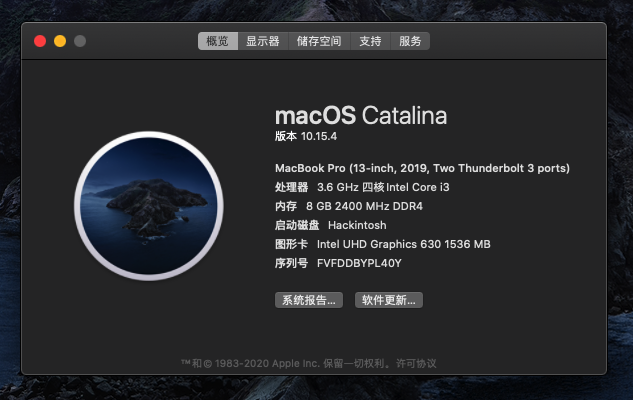 概览 显示器 储存空间 支持 服务
macOS Catalina
版本 10.15.4
MacBook Pro (13-inch, 2019, Two Thunderbolt 3 ports)
处理器 3.6 GHz 四核Intel Core i3
内存 8 GB 2400 MHz DDR4
启动磁盘 Hackintosh
图形卡 Intel UHD Graphics 630 1536 MB
序列号 FVFDDBYPL40Y
系统报告... 软件更新...
™和© 1983-2020 Apple Inc. 保留一切权利。许可协议